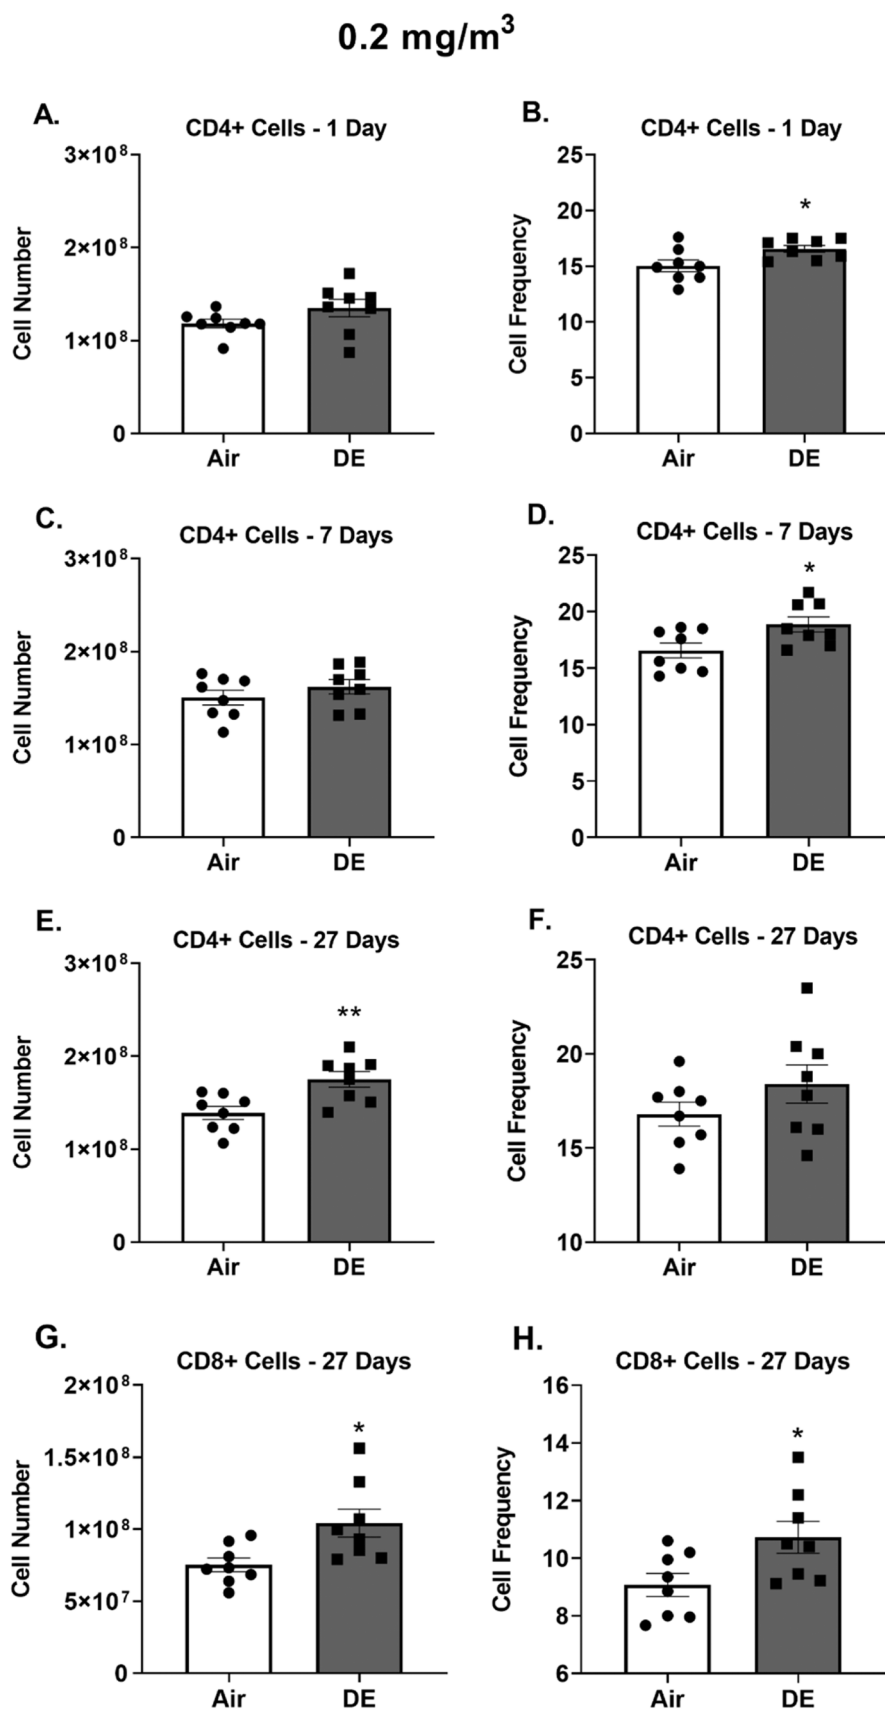 0.2 mg/m³
A.
CD4+ Cells - 1 Day
Cell Number
3×10⁸
2×10⁸
1×10⁸
0
Air DE
B.
CD4+ Cells - 1 Day
Cell Frequency
25
20
15
10
5
0
*
Air DE
C.
CD4+ Cells - 7 Days
Cell Number
3×10⁸
2×10⁸
1×10⁸
0
Air DE
D.
CD4+ Cells - 7 Days
Cell Frequency
25
20
15
10
5
0
*
Air DE
E.
CD4+ Cells - 27 Days
Cell Number
3×10⁸
2×10⁸
1×10⁸
0
**
Air DE
F.
CD4+ Cells - 27 Days
Cell Frequency
25
20
15
10
Air DE
G.
CD8+ Cells - 27 Days
Cell Number
2×10⁸
1.5×10⁸
1×10⁸
5×10⁷
0
*
Air DE
H.
CD8+ Cells - 27 Days
Cell Frequency
16
14
12
10
8
6
*
Air DE